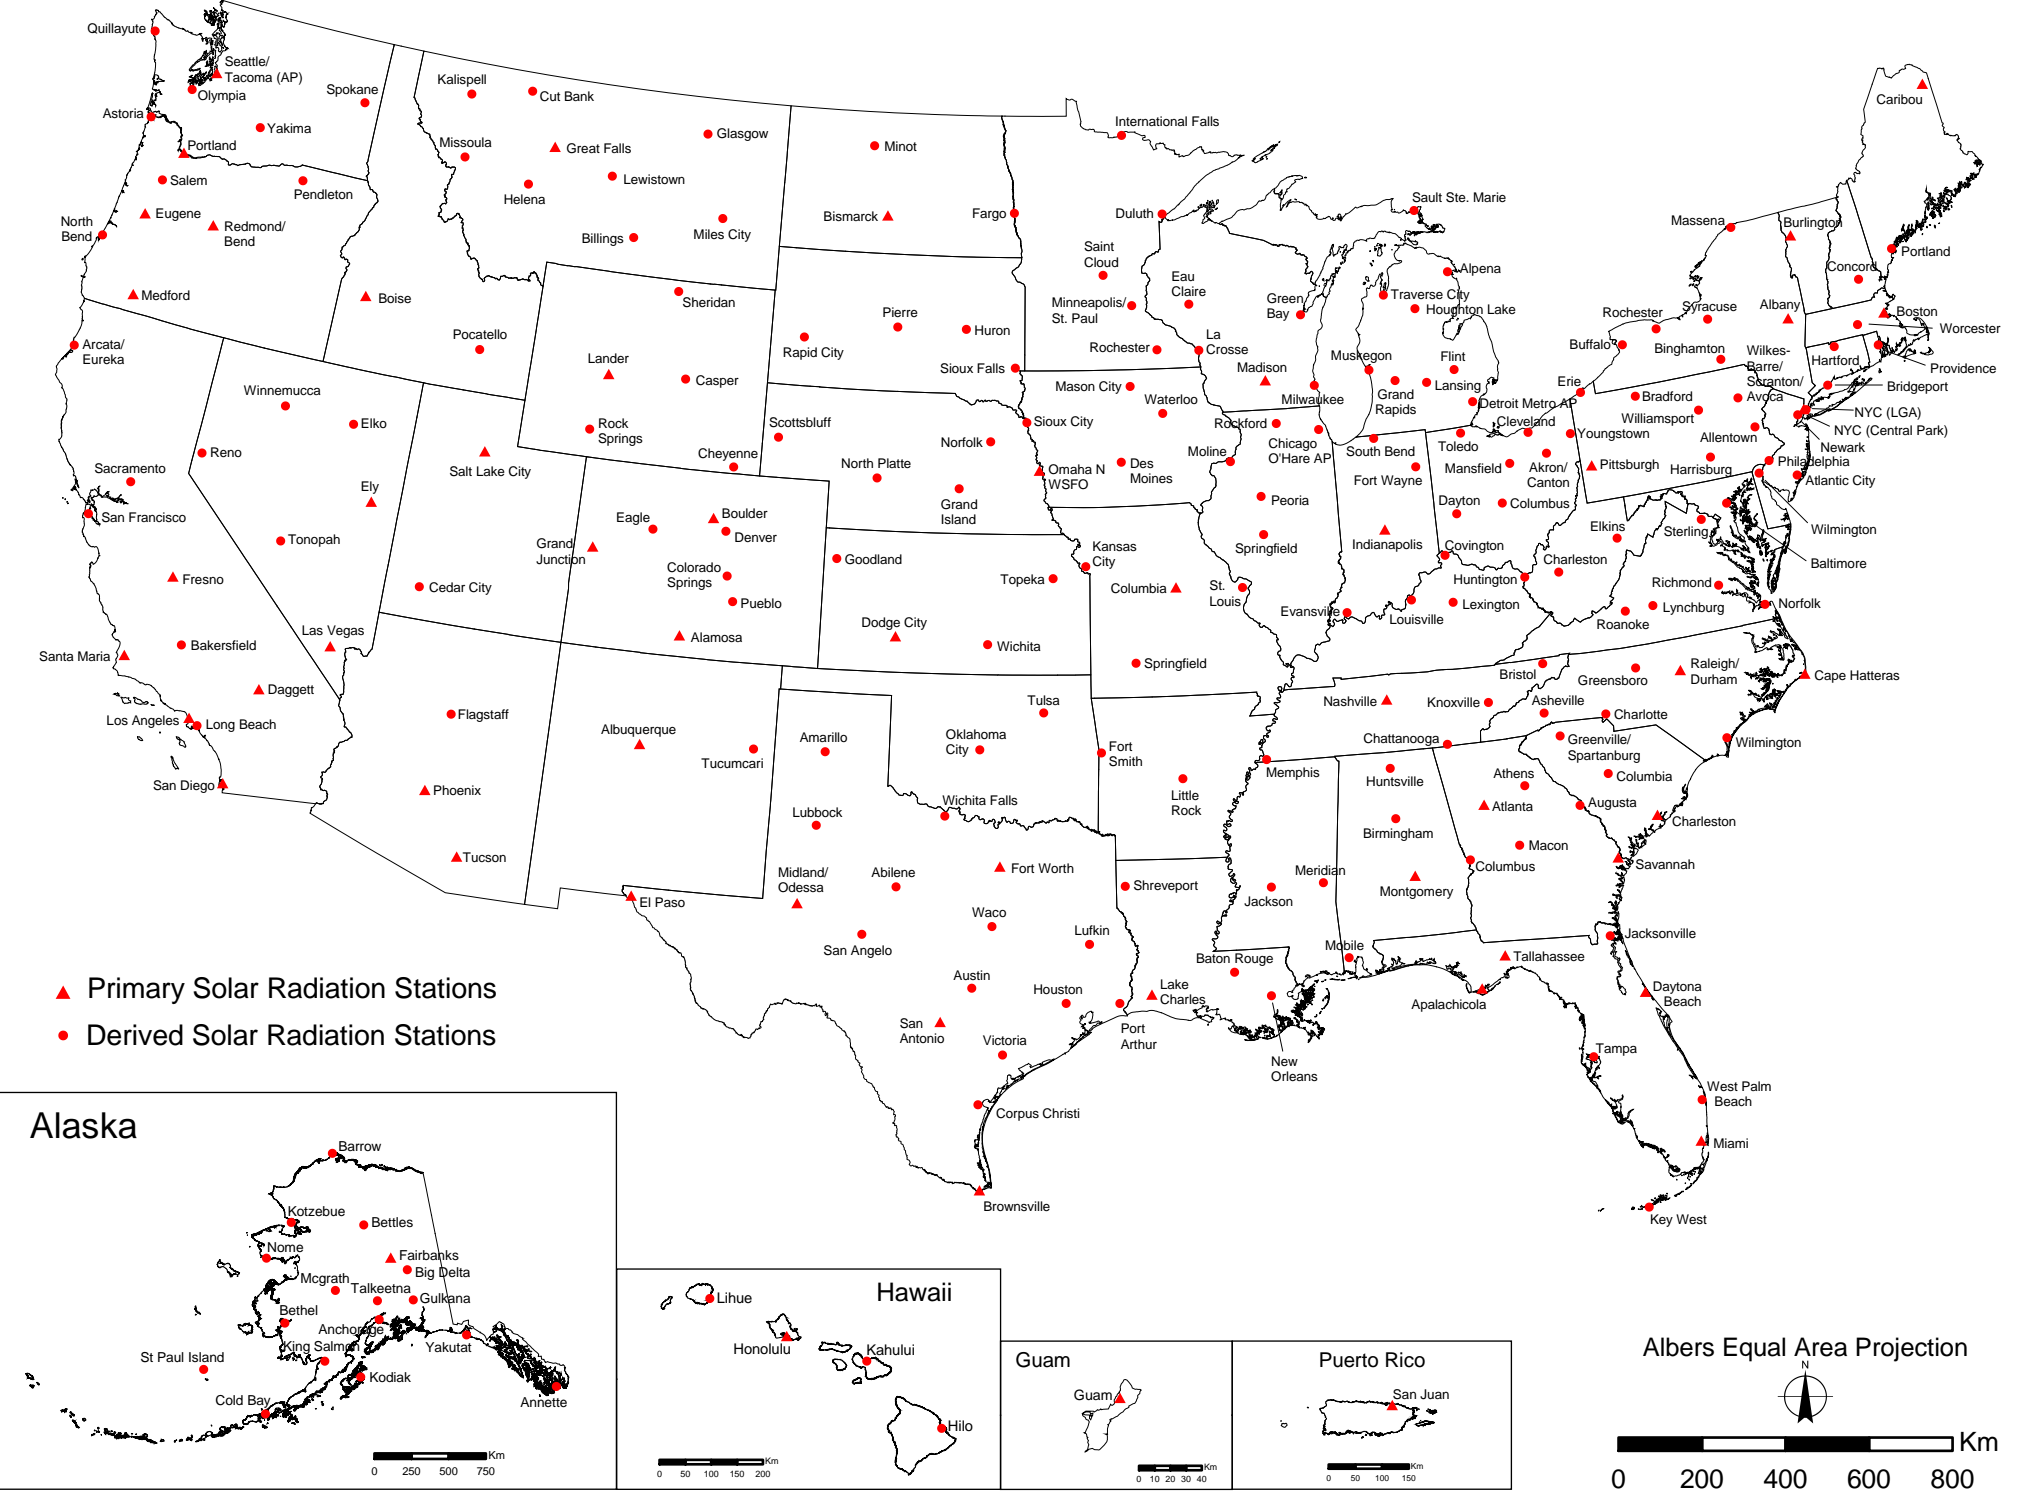 Quillayute
Seattle/
Tacoma (AP)
Olympia
Spokane
Astoria
Yakima
Portland
Salem
Pendleton
Eugene
Redmond/
Bend
North
Bend
Medford
Kalispell
Cut Bank
Glasgow
Missoula
Great Falls
Lewistown
Helena
Billings
Miles City
Boise
Pocatello
Minot
Bismarck
Fargo
International Falls
Duluth
Saint
Cloud
Minneapolis/
St. Paul
Rochester
Eau
Claire
Green
Bay
La
Crosse
Madison
Milwaukee
Sault Ste. Marie
Alpena
Traverse City
Houghton Lake
Muskegon
Flint
Grand
Rapids
Lansing
Detroit Metro AP
Caribou
Massena
Burlington
Portland
Concord
Albany
Boston
Worcester
Rochester
Syracuse
Buffalo
Binghamton
Hartford
Providence
Bridgeport
Wilkes-
Barre/
Scranton/
Avoca
NYC (LGA)
NYC (Central Park)
Newark
Erie
Bradford
Williamsport
Allentown
Pittsburgh
Harrisburg
Philadelphia
Atlantic City
Wilmington
Baltimore
Sterling
Sheridan
Lander
Casper
Rock
Springs
Cheyenne
Rapid City
Pierre
Huron
Sioux Falls
Arcata/
Eureka
Winnemucca
Elko
Reno
Ely
Tonopah
Las Vegas
Sacramento
San Francisco
Fresno
Bakersfield
Santa Maria
Daggett
Los Angeles
Long Beach
San Diego
Salt Lake City
Cedar City
Scottsbluff
North Platte
Norfolk
Grand
Island
Omaha N
WSFO
Sioux City
Mason City
Waterloo
Des
Moines
Rockford
Chicago
O'Hare AP
Moline
Peoria
Springfield
South Bend
Fort Wayne
Indianapolis
Evansville
Toledo
Cleveland
Youngstown
Mansfield
Akron/
Canton
Dayton
Columbus
Covington
Elkins
Charleston
Huntington
Lexington
Louisville
Richmond
Lynchburg
Roanoke
Norfolk
Eagle
Boulder
Denver
Grand
Junction
Colorado
Springs
Pueblo
Alamosa
Goodland
Topeka
Dodge City
Wichita
Kansas
City
Columbia
St.
Louis
Springfield
Flagstaff
Phoenix
Tucson
Albuquerque
Tucumcari
Amarillo
Lubbock
Tulsa
Oklahoma
City
Wichita Falls
Fort
Smith
Little
Rock
Memphis
Nashville
Knoxville
Chattanooga
Bristol
Greensboro
Raleigh/
Durham
Cape Hatteras
Asheville
Charlotte
Wilmington
Greenville/
Spartanburg
Columbia
Charleston
Athens
Atlanta
Augusta
Macon
Columbus
Savannah
Huntsville
Birmingham
Montgomery
Mobile
Meridian
Jackson
El Paso
Midland/
Odessa
Abilene
Fort Worth
Waco
San Angelo
Lufkin
Austin
Houston
San
Antonio
Victoria
Port
Arthur
Corpus Christi
Brownsville
Shreveport
Lake
Charles
Baton Rouge
New
Orleans
Jacksonville
Tallahassee
Apalachicola
Daytona
Beach
Tampa
West Palm
Beach
Miami
Key West
Primary Solar Radiation Stations
Derived Solar Radiation Stations
Alaska
Barrow
Kotzebue
Bettles
Nome
Fairbanks
Big Delta
Mcgrath
Talkeetna
Gulkana
Bethel
Anchorage
King Salmon
Yakutat
St Paul Island
Kodiak
Cold Bay
Annette
Km
0 250 500 750
Hawaii
Lihue
Honolulu
Kahului
Hilo
Km
0 50 100 150 200
Guam
Guam
Km
0 10 20 30 40
Puerto Rico
San Juan
Km
0 50 100 150
Albers Equal Area Projection
N
Km
0 200 400 600 800